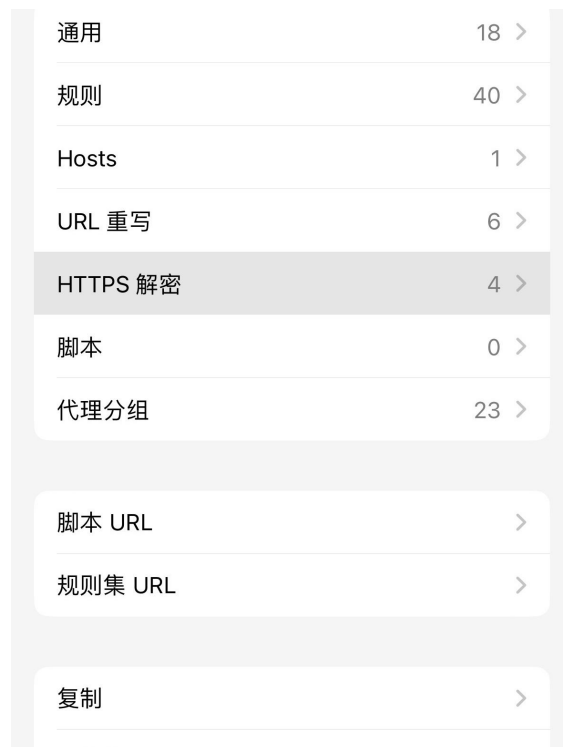 通用 18
规则 40
Hosts 1
URL 重写 6
HTTPS 解密 4
脚本 0
代理分组 23
脚本 URL
规则集 URL
复制